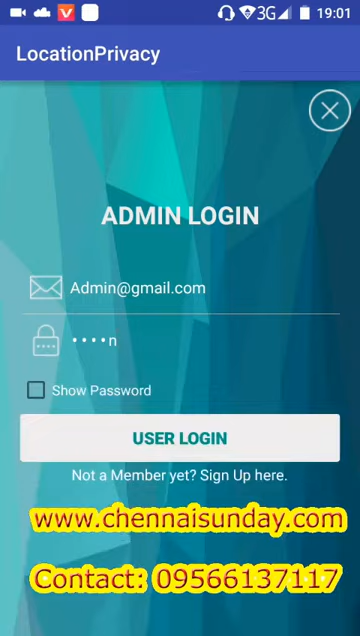 3G 19:01
LocationPrivacy
ADMIN LOGIN
Admin@gmail.com
••••n
Show Password
USER LOGIN
Not a Member yet? Sign Up here.
www.chennaisunday.com
Contact: 09566137117